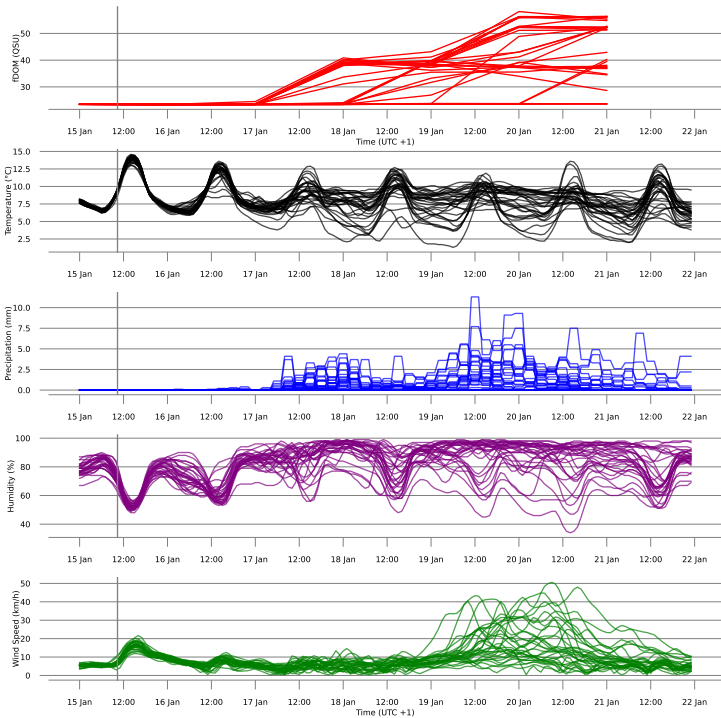 50
40
30
fDOM (QSU)
15 Jan 12:00 16 Jan 12:00 17 Jan 12:00 18 Jan 12:00 19 Jan 12:00 20 Jan 12:00 21 Jan 12:00 22 Jan
Time (UTC +1)
15.0
12.5
10.0
7.5
5.0
2.5
Temperature (°C)
15 Jan 12:00 16 Jan 12:00 17 Jan 12:00 18 Jan 12:00 19 Jan 12:00 20 Jan 12:00 21 Jan 12:00 22 Jan
10.0
7.5
5.0
2.5
0.0
Precipitation (mm)
15 Jan 12:00 16 Jan 12:00 17 Jan 12:00 18 Jan 12:00 19 Jan 12:00 20 Jan 12:00 21 Jan 12:00 22 Jan
100
80
60
40
Humidity (%)
15 Jan 12:00 16 Jan 12:00 17 Jan 12:00 18 Jan 12:00 19 Jan 12:00 20 Jan 12:00 21 Jan 12:00 22 Jan
50
40
30
20
10
0
Wind Speed (km/h)
15 Jan 12:00 16 Jan 12:00 17 Jan 12:00 18 Jan 12:00 19 Jan 12:00 20 Jan 12:00 21 Jan 12:00 22 Jan
Time (UTC +1)